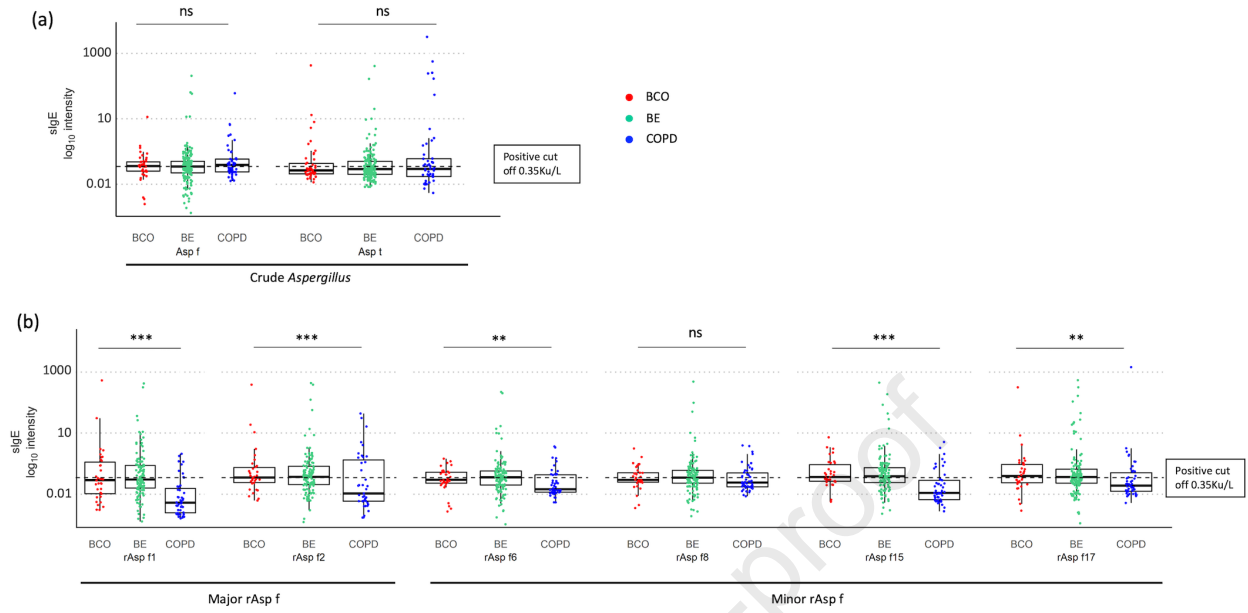 (a)
ns
ns
1000
10
0.01
sIgE
log10 intensity
BCO
BE
COPD
Positive cut
off 0.35Ku/L
BCO BE COPD BCO BE COPD
Asp f Asp t
Crude Aspergillus
(b)
*** *** ** ns *** **
1000
10
0.01
sIgE
log10 intensity
Positive cut
off 0.35Ku/L
BCO BE COPD BCO BE COPD BCO BE COPD BCO BE COPD BCO BE COPD BCO BE COPD
rAsp f1 rAsp f2 rAsp f6 rAsp f8 rAsp f15 rAsp f17
Major rAsp f Minor rAsp f
sproof